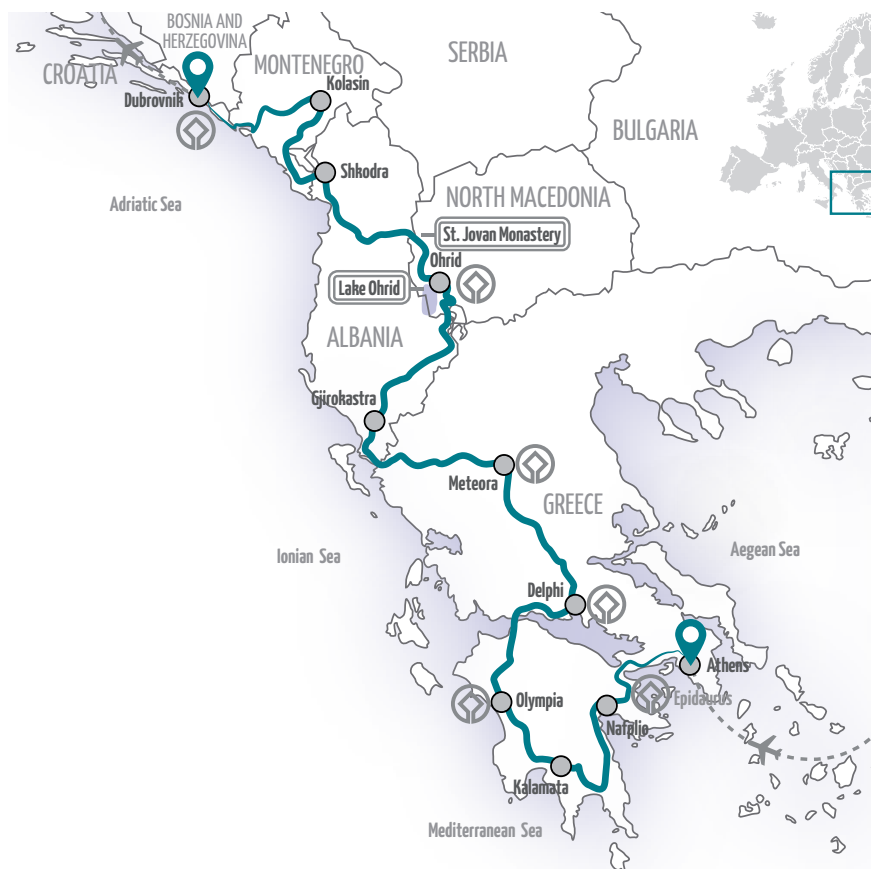 BOSNIA AND
HERZEGOVINA
SERBIA
MONTENEGRO
CROATIA
Kolasin
Dubrovnik
BULGARIA
Shkodra
NORTH MACEDONIA
Adriatic Sea
St. Jovan Monastery
Ohrid
Lake Ohrid
ALBANIA
Gjirokastra
Meteora
GREECE
Ionian Sea
Aegean Sea
Delphi
Athens
Olympia
Epidaurus
Nafplio
Kalamata
Mediterranean Sea